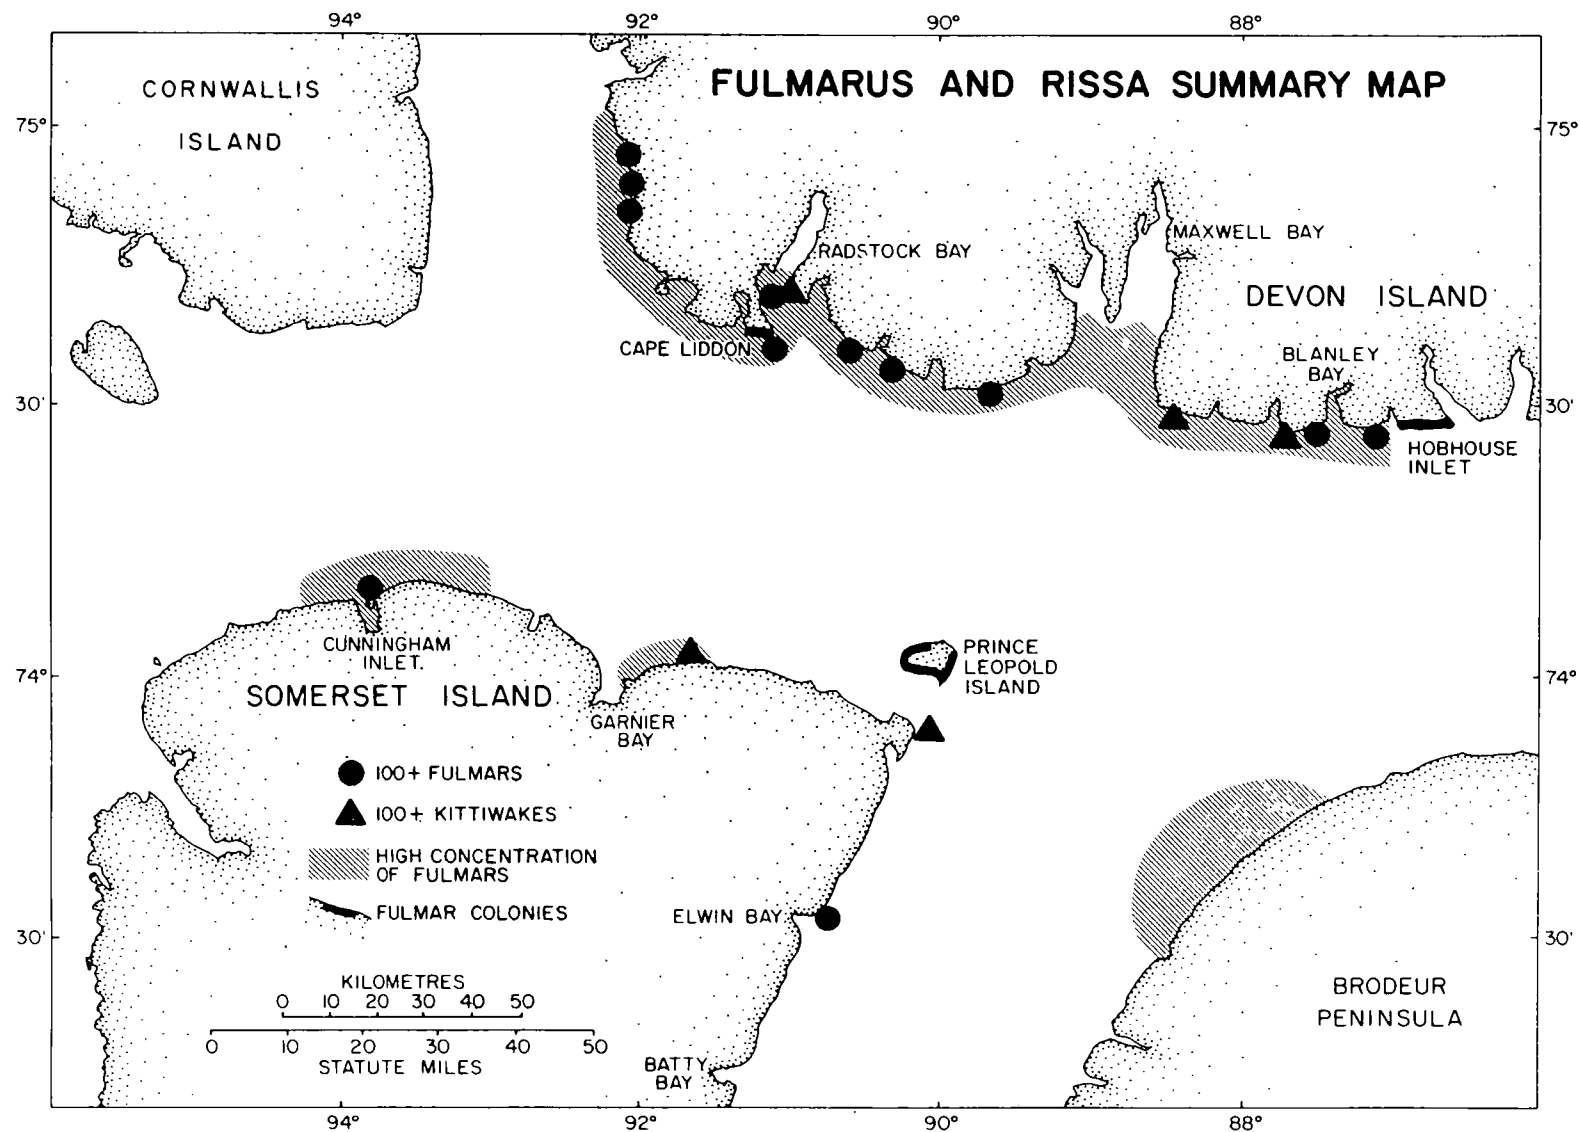 94° 92° 90° 88°
FULMARUS AND RISSA SUMMARY MAP
CORNWALLIS
ISLAND
75° 75°
RADSTOCK BAY
MAXWELL BAY
DEVON ISLAND
CAPE LIDDON
BLANLEY
BAY
30' 30'
HOBHOUSE
INLET
CUNNINGHAM
INLET.
PRINCE
LEOPOLD
ISLAND
74° 74°
SOMERSET ISLAND
GARNIER
BAY
100+ FULMARS
100+ KITTIWAKES
HIGH CONCENTRATION
OF FULMARS
FULMAR COLONIES
ELWIN BAY
30' 30'
KILOMETRES
0 10 20 30 40 50
0 10 20 30 40 50
STATUTE MILES
BRODEUR
PENINSULA
BATTY
BAY
94° 92° 90° 88°